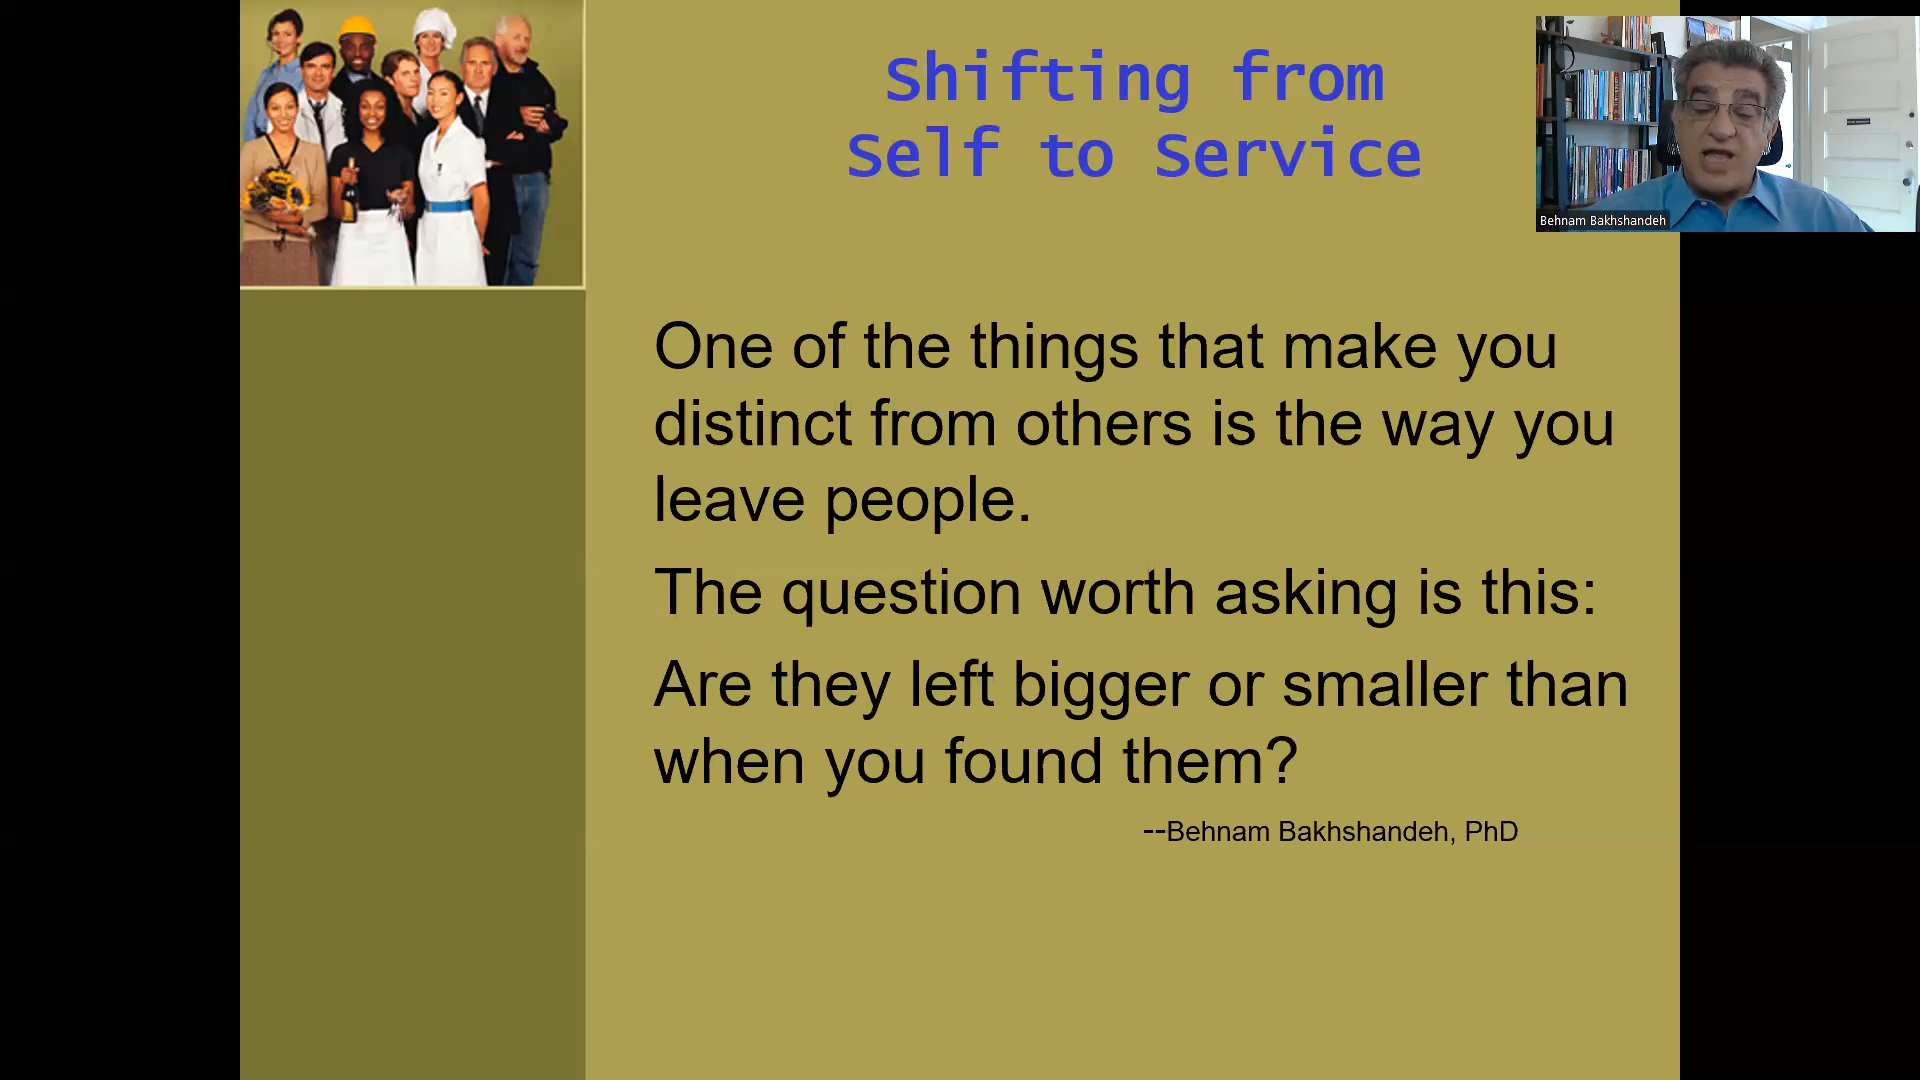 Shifting from
Self to Service
Behnam Bakhshandeh
One of the things that make you
distinct from others is the way you
leave people.
The question worth asking is this:
Are they left bigger or smaller than
when you found them?
--Behnam Bakhshandeh, PhD